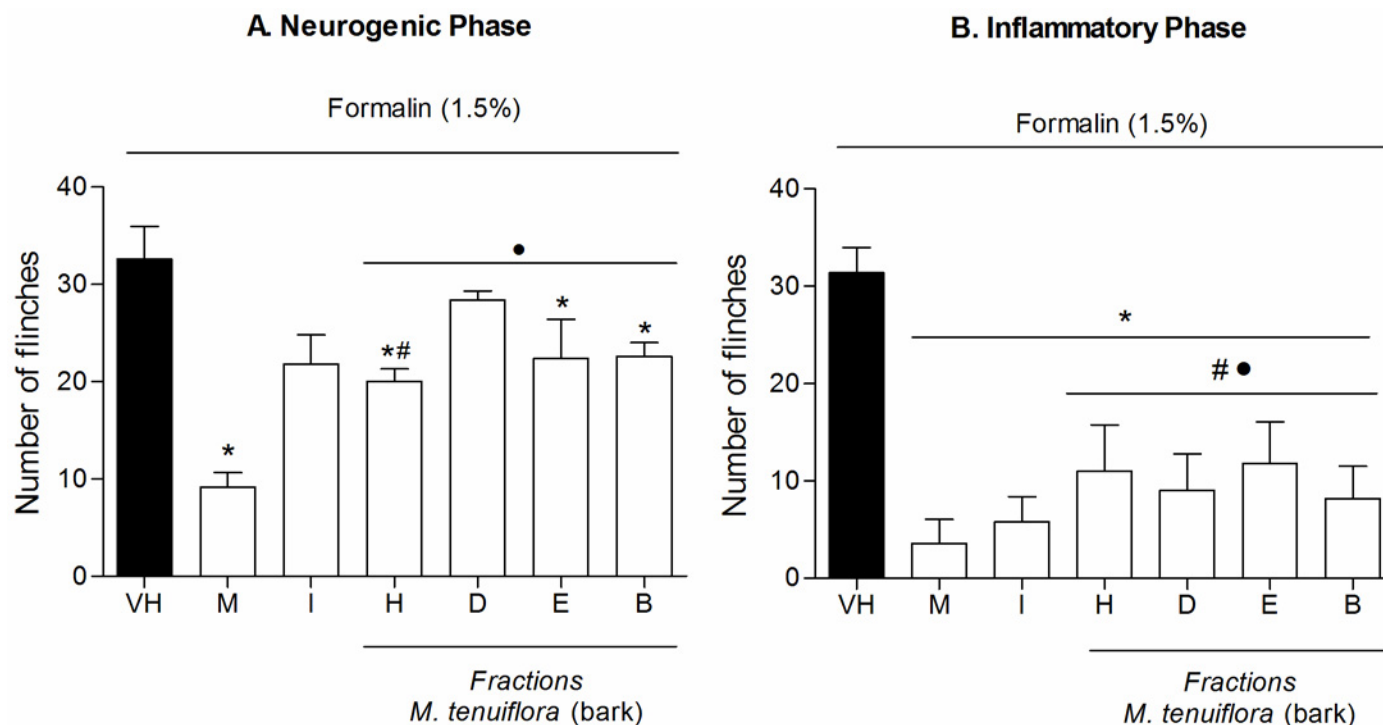 A. Neurogenic Phase
Formalin (1.5%)
Number of flinches
40
30
20
10
0
●
*
*#
*
*
VH M I H D E B
Fractions
M. tenuiflora (bark)
B. Inflammatory Phase
Formalin (1.5%)
Number of flinches
40
30
20
10
0
*
# ●
VH M I H D E B
Fractions
M. tenuiflora (bark)